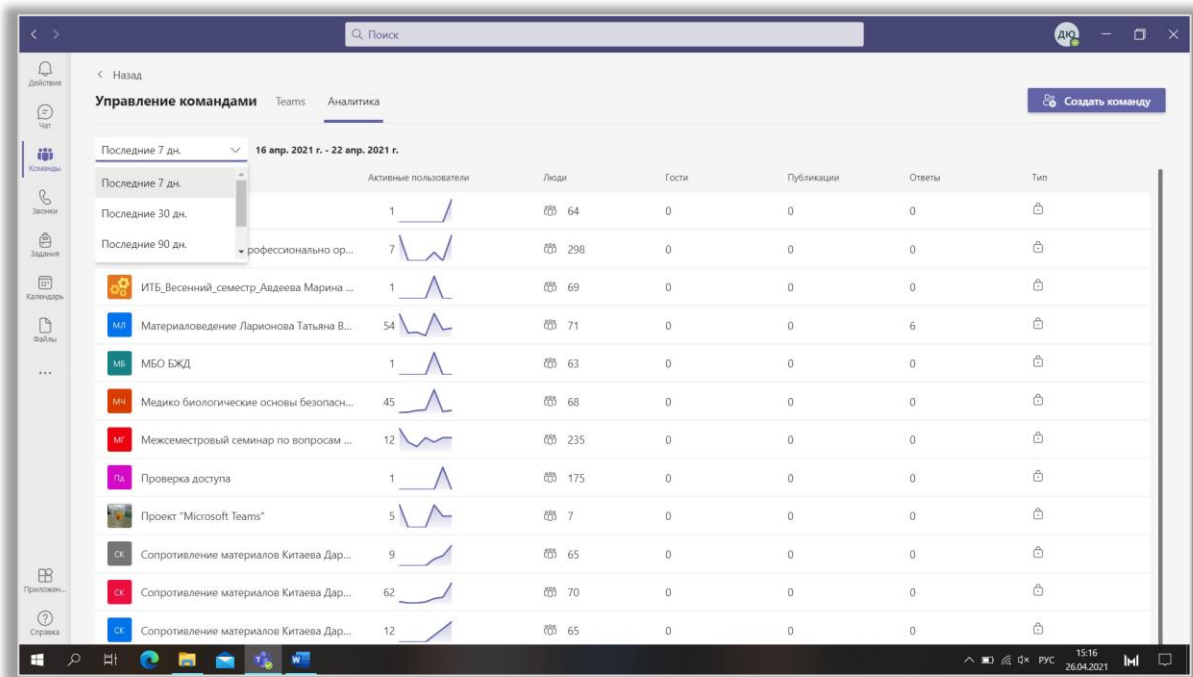 Поиск
ДЮ
Действия
Чат
Команды
Звонки
Задания
Календарь
Файлы
...
Приложен...
Справка
Назад
Управление командами Teams Аналитика
Создать команду
Последние 7 дн. 16 апр. 2021 г. - 22 апр. 2021 г.
Последние 7 дн.
Последние 30 дн.
Последние 90 дн.
Активные пользователи Люди Гости Публикации Ответы Тип
1 64 0 0 0
рофессионально ор... 7 298 0 0 0
ИТБ_Весенний_семестр_Авдеева Марина ... 1 69 0 0 0
МЛ Материаловедение Ларионова Татьяна В... 54 71 0 0 6
МБ МБО БЖД 1 63 0 0 0
МЧ Медико биологические основы безопасн... 45 68 0 0 0
МГ Межсеместровый семинар по вопросам ... 12 235 0 0 0
Пд Проверка доступа 1 175 0 0 0
Проект "Microsoft Teams" 5 7 0 0 0
СК Сопротивление материалов Китаева Дар... 9 65 0 0 0
СК Сопротивление материалов Китаева Дар... 62 70 0 0 0
СК Сопротивление материалов Китаева Дар... 12 65 0 0 0
РУС
15:16
26.04.2021